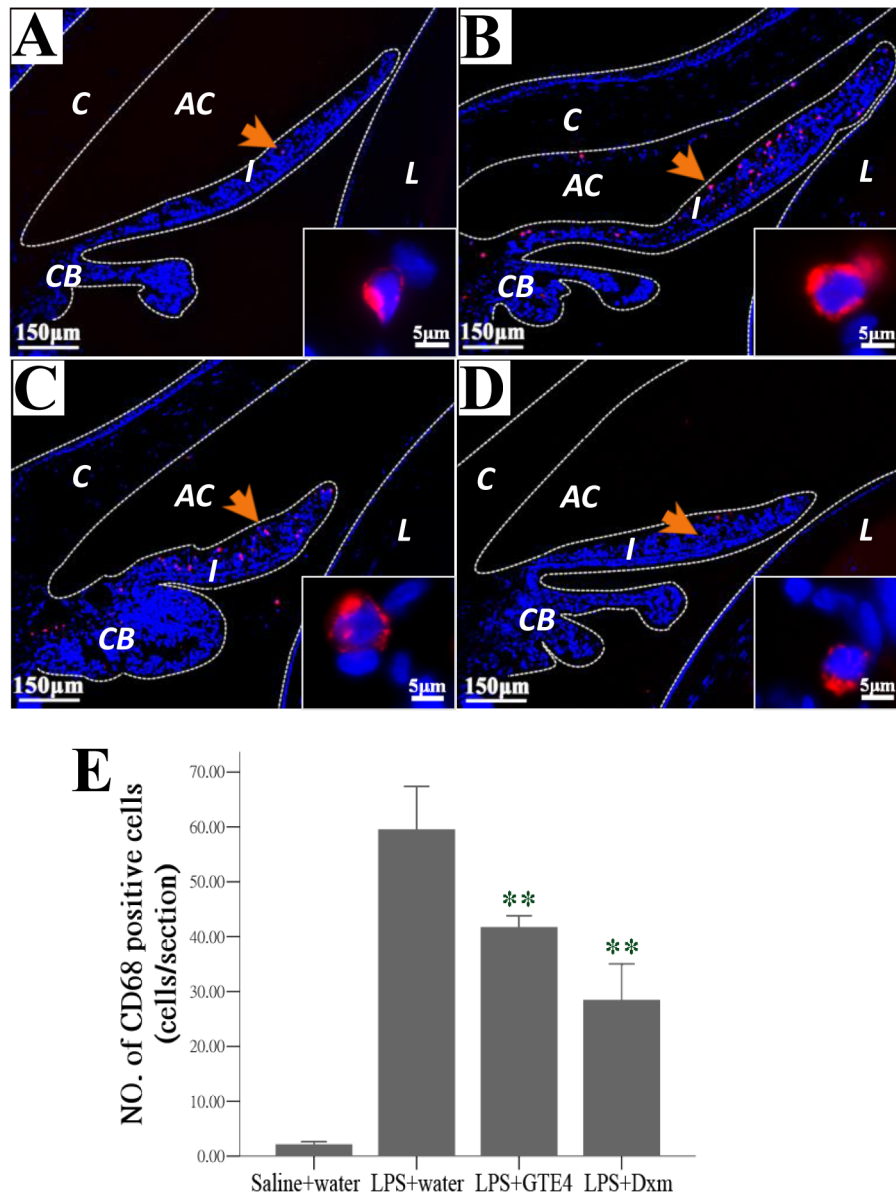 A
C
AC
I
L
CB
150µm
5µm
B
C
AC
I
L
CB
150µm
5µm
C
C
AC
I
L
CB
150µm
5µm
D
C
AC
I
L
CB
150µm
5µm
E
NO. of CD68 positive cells
(cells/section)
70.00
60.00
50.00
40.00
30.00
20.00
10.00
0.00
**
**
Saline+water LPS+water LPS+GTE4 LPS+Dxm